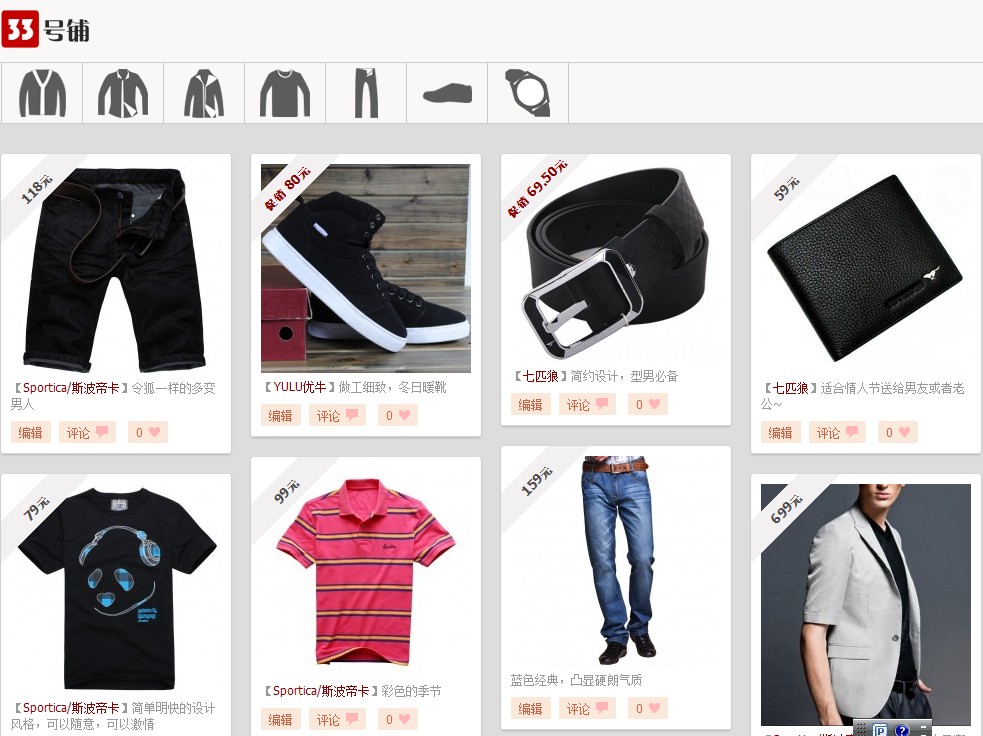 33号铺
118元
【Sportica/斯波帝卡】令狐一样的多变
男人
编辑 评论 0
促销 80元
【YULU优牛】做工细致，冬日暖靴
编辑 评论 0
促销 69.50元
【七匹狼】简约设计，型男必备
编辑 评论 0
59元
【七匹狼】适合情人节送给男友或者老
公~
编辑 评论 0
79元
【Sportica/斯波帝卡】简单明快的设计
风格，可以随意，可以激情
99元
【Sportica/斯波帝卡】彩色的季节
编辑 评论 0
159元
蓝色经典，凸显硬朗气质
编辑 评论 0
699元